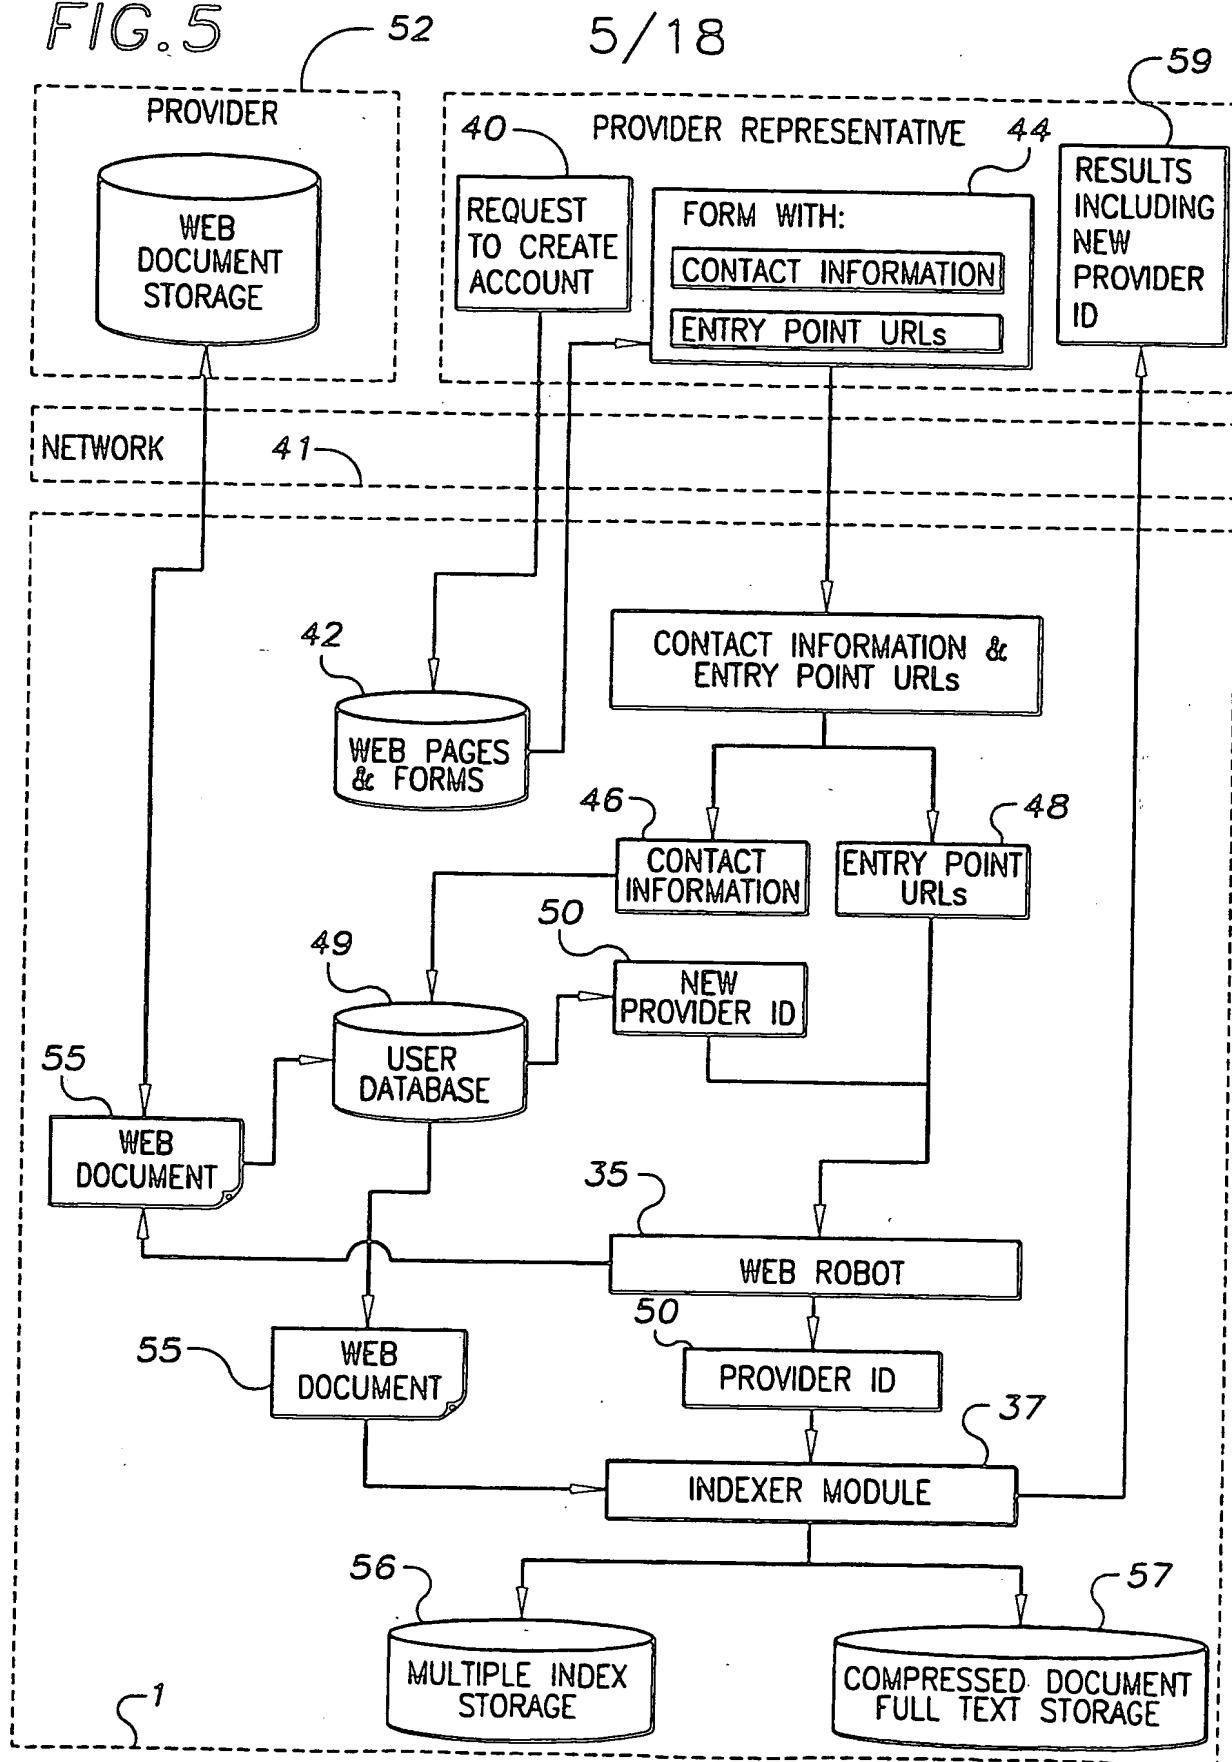 FIG.5
5/18
52
59
PROVIDER
WEB
DOCUMENT
STORAGE
PROVIDER REPRESENTATIVE
40
44
REQUEST
TO CREATE
ACCOUNT
FORM WITH:
CONTACT INFORMATION
ENTRY POINT URLs
RESULTS
INCLUDING
NEW
PROVIDER
ID
NETWORK
41
42
WEB PAGES
& FORMS
CONTACT INFORMATION &
ENTRY POINT URLs
46
48
CONTACT
INFORMATION
ENTRY POINT
URLs
49
50
USER
DATABASE
NEW
PROVIDER ID
55
WEB
DOCUMENT
35
WEB ROBOT
55
WEB
DOCUMENT
50
PROVIDER ID
37
INDEXER MODULE
56
57
MULTIPLE INDEX
STORAGE
COMPRESSED DOCUMENT
FULL TEXT STORAGE
1